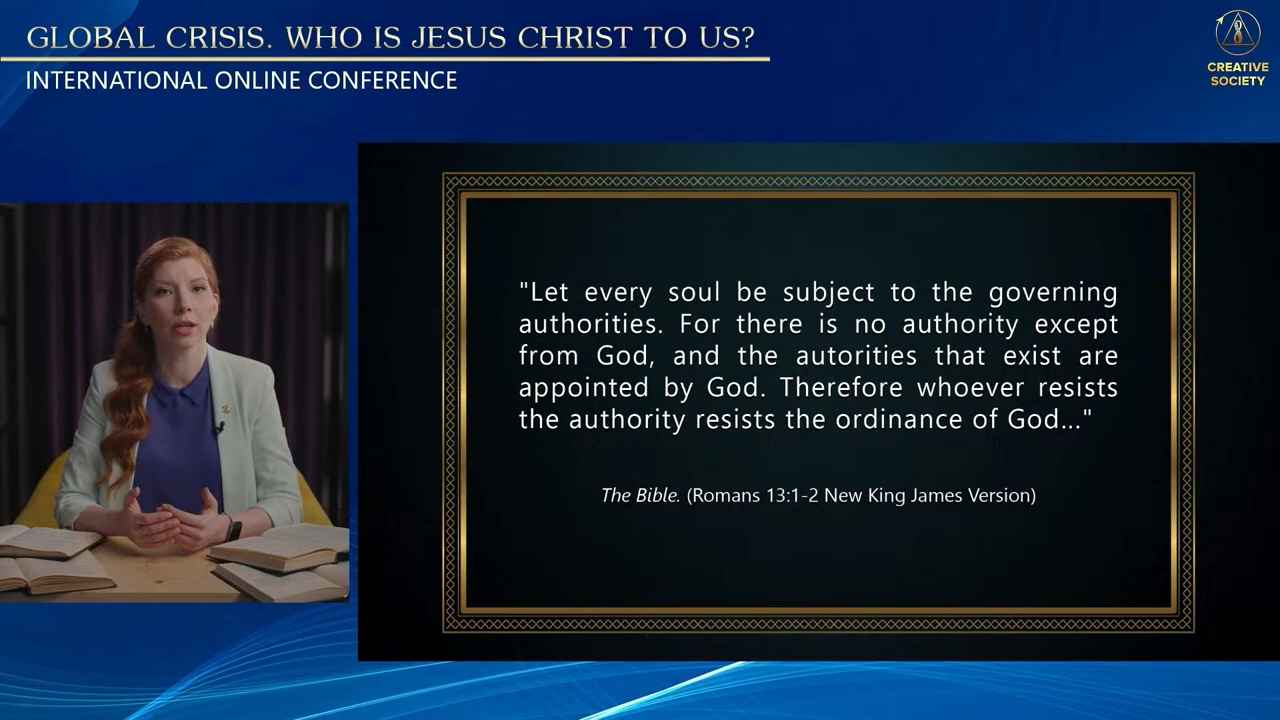 GLOBAL CRISIS. WHO IS JESUS CHRIST TO US?
INTERNATIONAL ONLINE CONFERENCE
CREATIVE
SOCIETY
"Let every soul be subject to the governing
authorities. For there is no authority except
from God, and the autorities that exist are
appointed by God. Therefore whoever resists
the authority resists the ordinance of God..."
The Bible. (Romans 13:1-2 New King James Version)